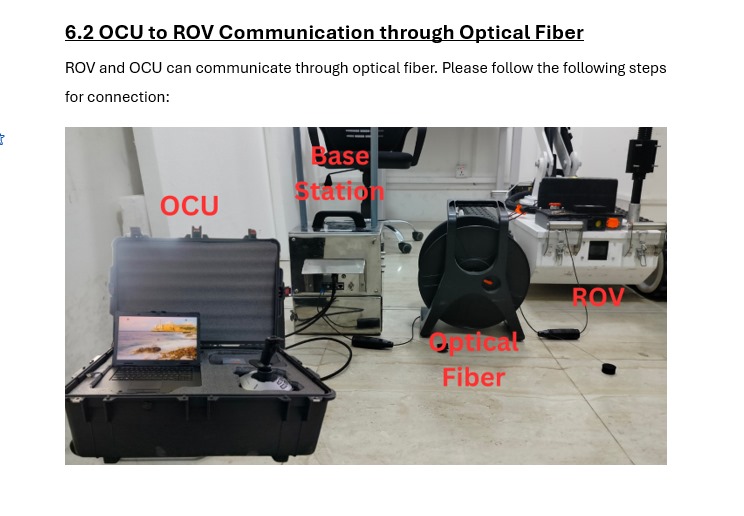 6.2 OCU to ROV Communication through Optical Fiber
ROV and OCU can communicate through optical fiber. Please follow the following steps
for connection:
OCU
Base
Station
Optical
Fiber
ROV